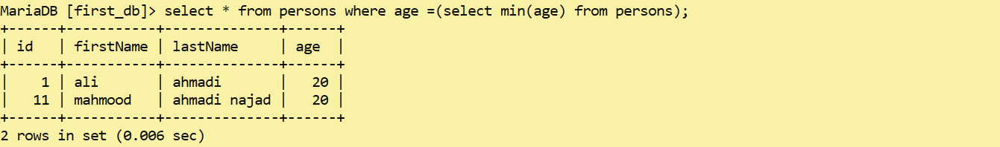 MariaDB [first_db]> select * from persons where age =(select min(age) from persons);
+------+-----------+--------------+------+
| id   | firstName | lastName     | age  |
+------+-----------+--------------+------+
|    1 | ali       | ahmadi       |   20 |
|   11 | mahmood   | ahmadi najad |   20 |
+------+-----------+--------------+------+
2 rows in set (0.006 sec)